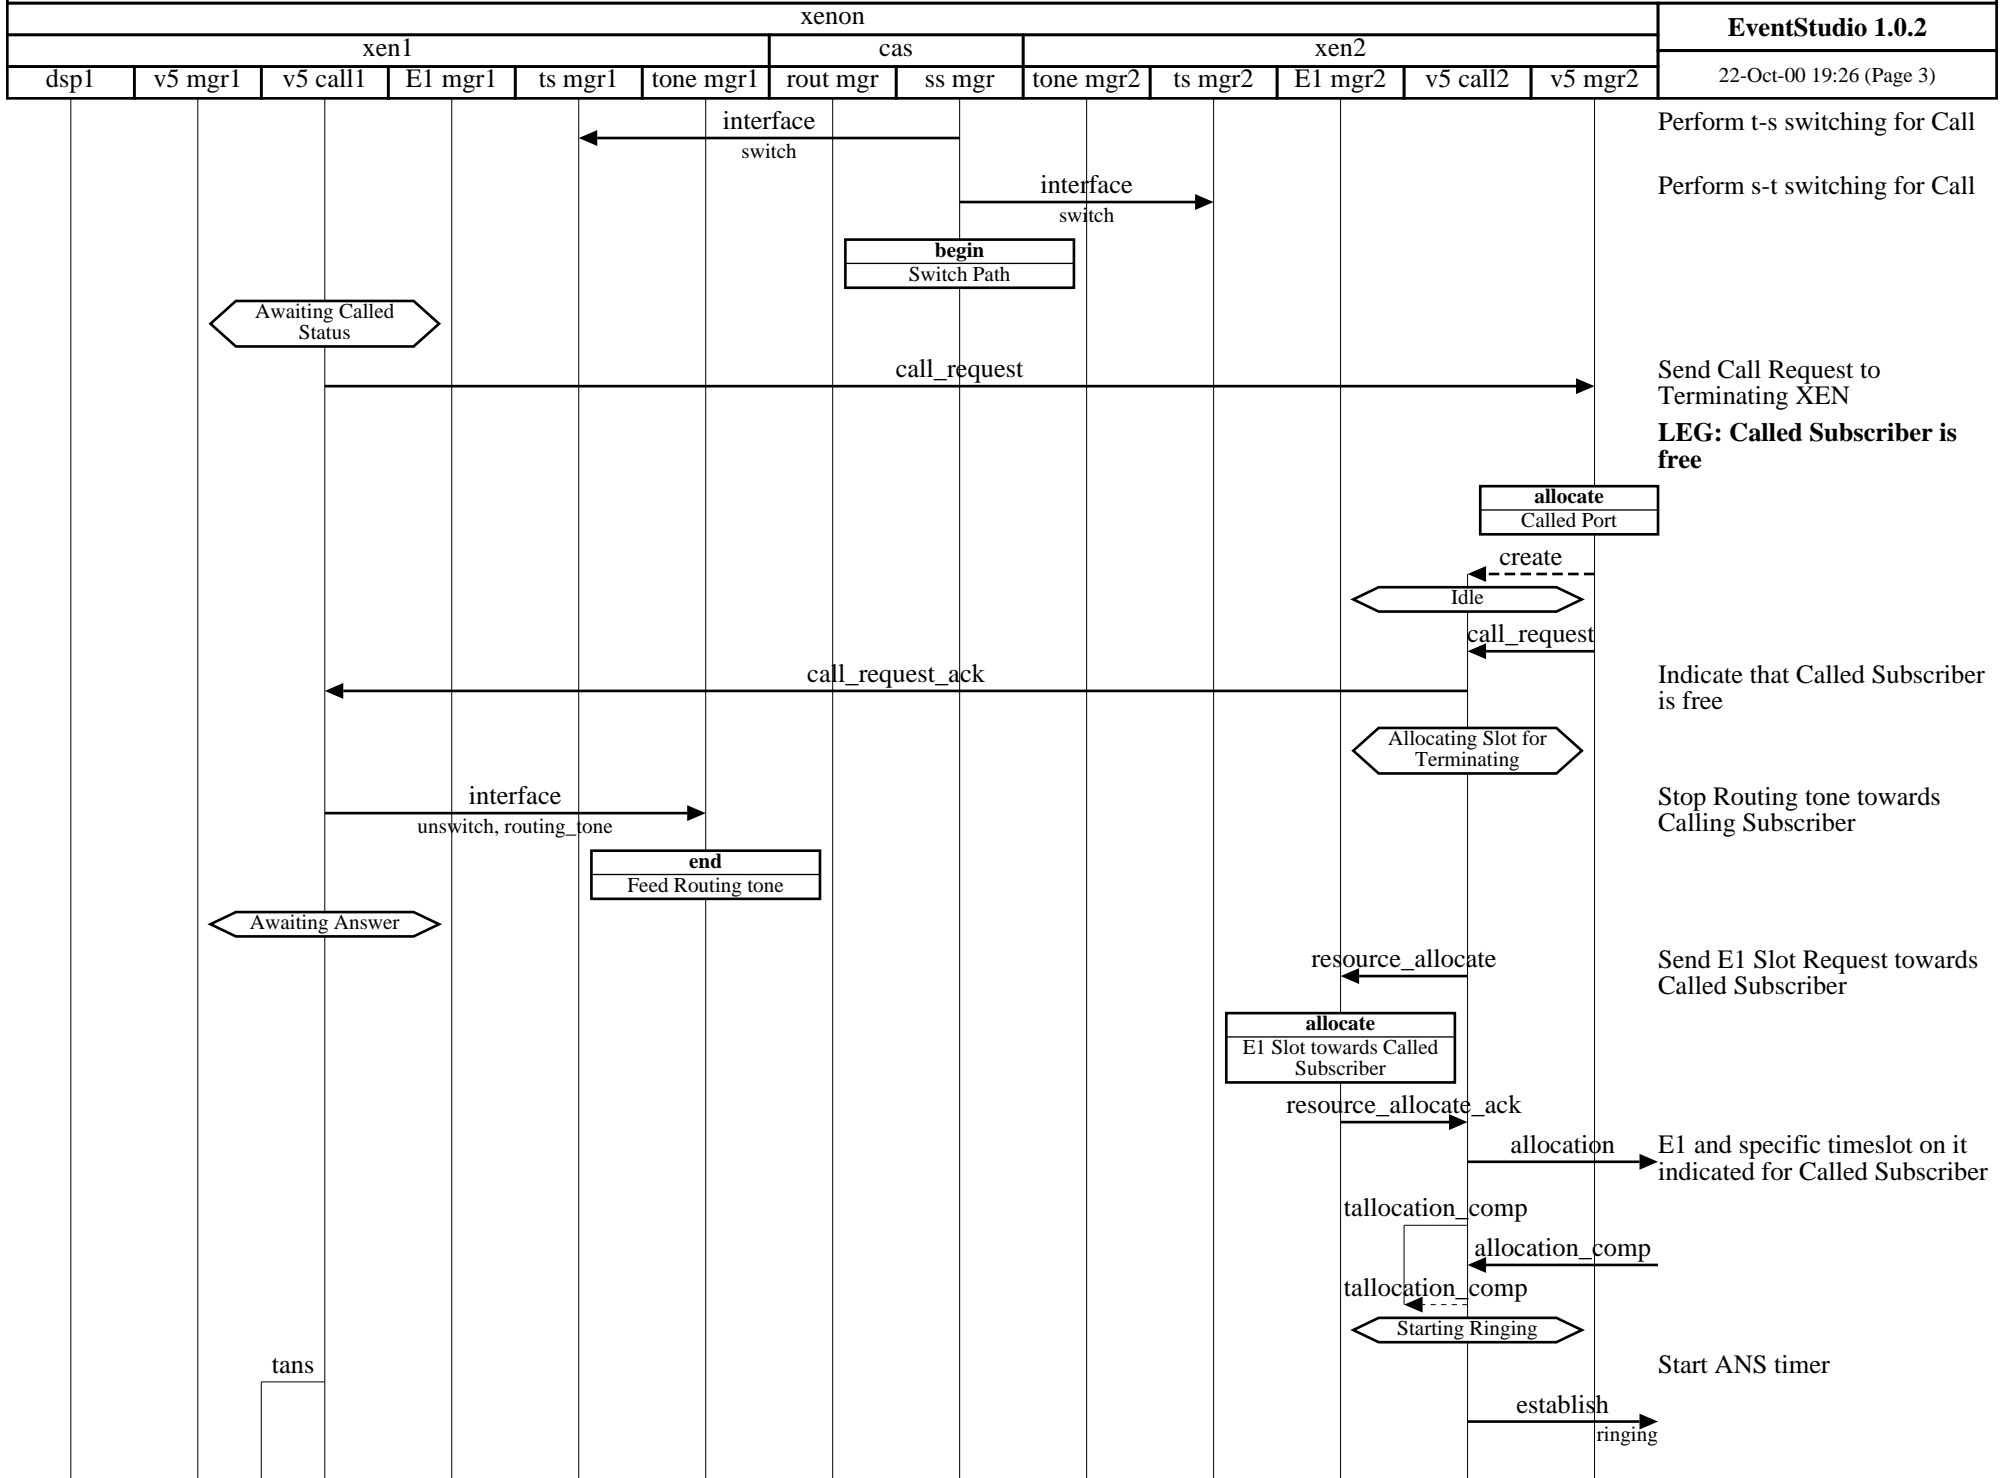 xenon
EventStudio 1.0.2
xen1 cas xen2
22-Oct-00 19:26 (Page 3)
dsp1 v5 mgr1 v5 call1 E1 mgr1 ts mgr1 tone mgr1 rout mgr ss mgr tone mgr2 ts mgr2 E1 mgr2 v5 call2 v5 mgr2
interface
switch
Perform t-s switching for Call
interface
switch
Perform s-t switching for Call
begin
Switch Path
Awaiting Called
Status
call_request
Send Call Request to
Terminating XEN
LEG: Called Subscriber is
free
allocate
Called Port
create
Idle
call_request
call_request_ack
Indicate that Called Subscriber
is free
Allocating Slot for
Terminating
interface
unswitch, routing_tone
Stop Routing tone towards
Calling Subscriber
end
Feed Routing tone
Awaiting Answer
resource_allocate
Send E1 Slot Request towards
Called Subscriber
allocate
E1 Slot towards Called
Subscriber
resource_allocate_ack
allocation
E1 and specific timeslot on it
indicated for Called Subscriber
tallocation_comp
allocation_comp
tallocation_comp
Starting Ringing
tans
Start ANS timer
establish
ringing